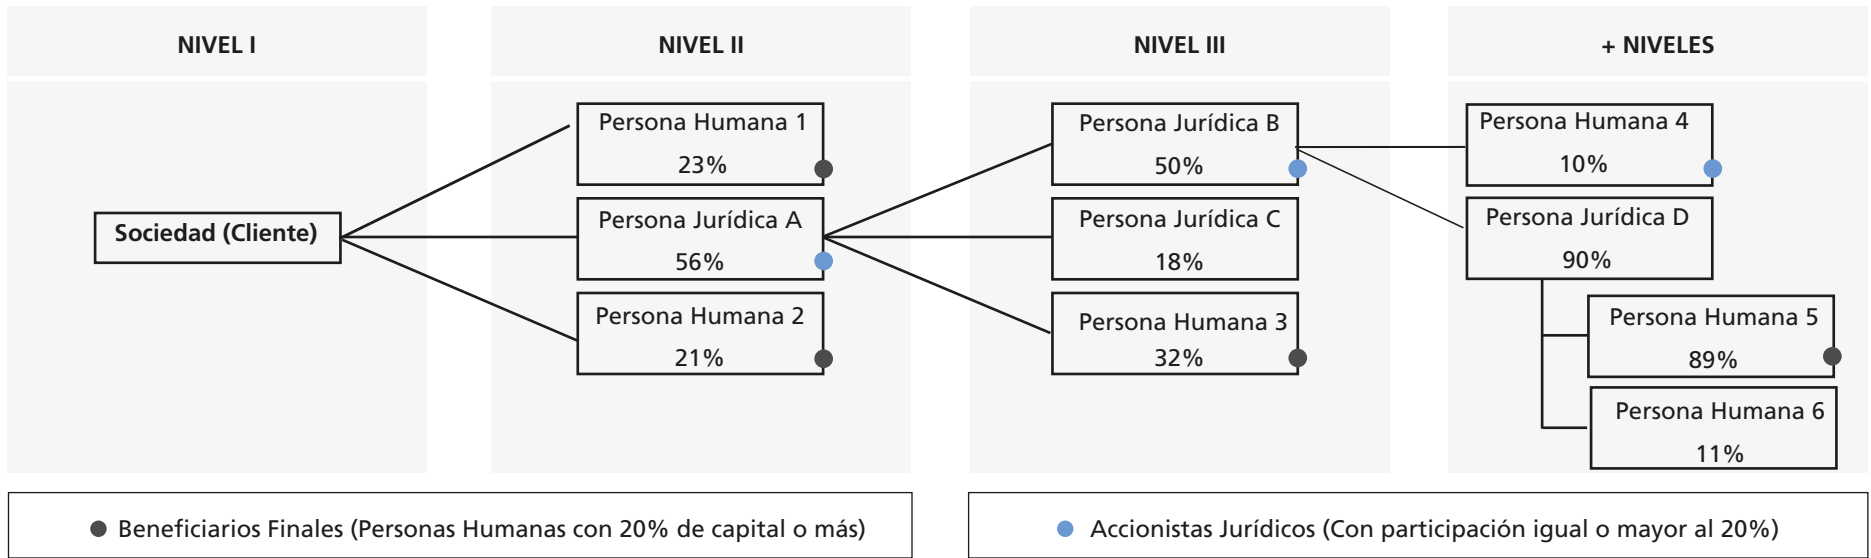 NIVEL I
NIVEL II
NIVEL III
+ NIVELES
Sociedad (Cliente)
Persona Humana 1
23%
Persona Jurídica A
56%
Persona Humana 2
21%
Persona Jurídica B
50%
Persona Jurídica C
18%
Persona Humana 3
32%
Persona Humana 4
10%
Persona Jurídica D
90%
Persona Humana 5
89%
Persona Humana 6
11%
Beneficiarios Finales (Personas Humanas con 20% de capital o más)
Accionistas Jurídicos (Con participación igual o mayor al 20%)